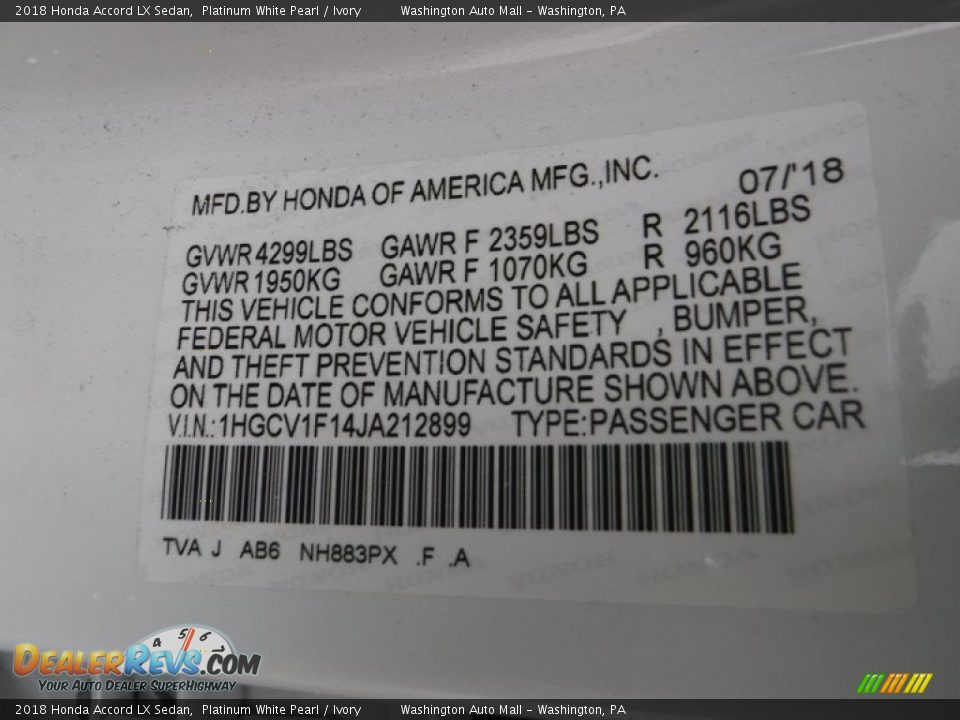 2018 Honda Accord LX Sedan, Platinum White Pearl / Ivory Washington Auto Mall - Washington, PA
MFD.BY HONDA OF AMERICA MFG.,INC. 07/'18
GVWR 4299LBS GAWR F 2359LBS R 2116LBS
GVWR 1950KG GAWR F 1070KG R 960KG
THIS VEHICLE CONFORMS TO ALL APPLICABLE
FEDERAL MOTOR VEHICLE SAFETY , BUMPER,
AND THEFT PREVENTION STANDARDS IN EFFECT
ON THE DATE OF MANUFACTURE SHOWN ABOVE.
V.I.N.:1HGCV1F14JA212899 TYPE:PASSENGER CAR
TVA J AB6 NH883PX .F .A
4 5 6
DEALERREVS.COM
YOUR AUTO DEALER SUPERHIGHWAY
2018 Honda Accord LX Sedan, Platinum White Pearl / Ivory Washington Auto Mall - Washington, PA